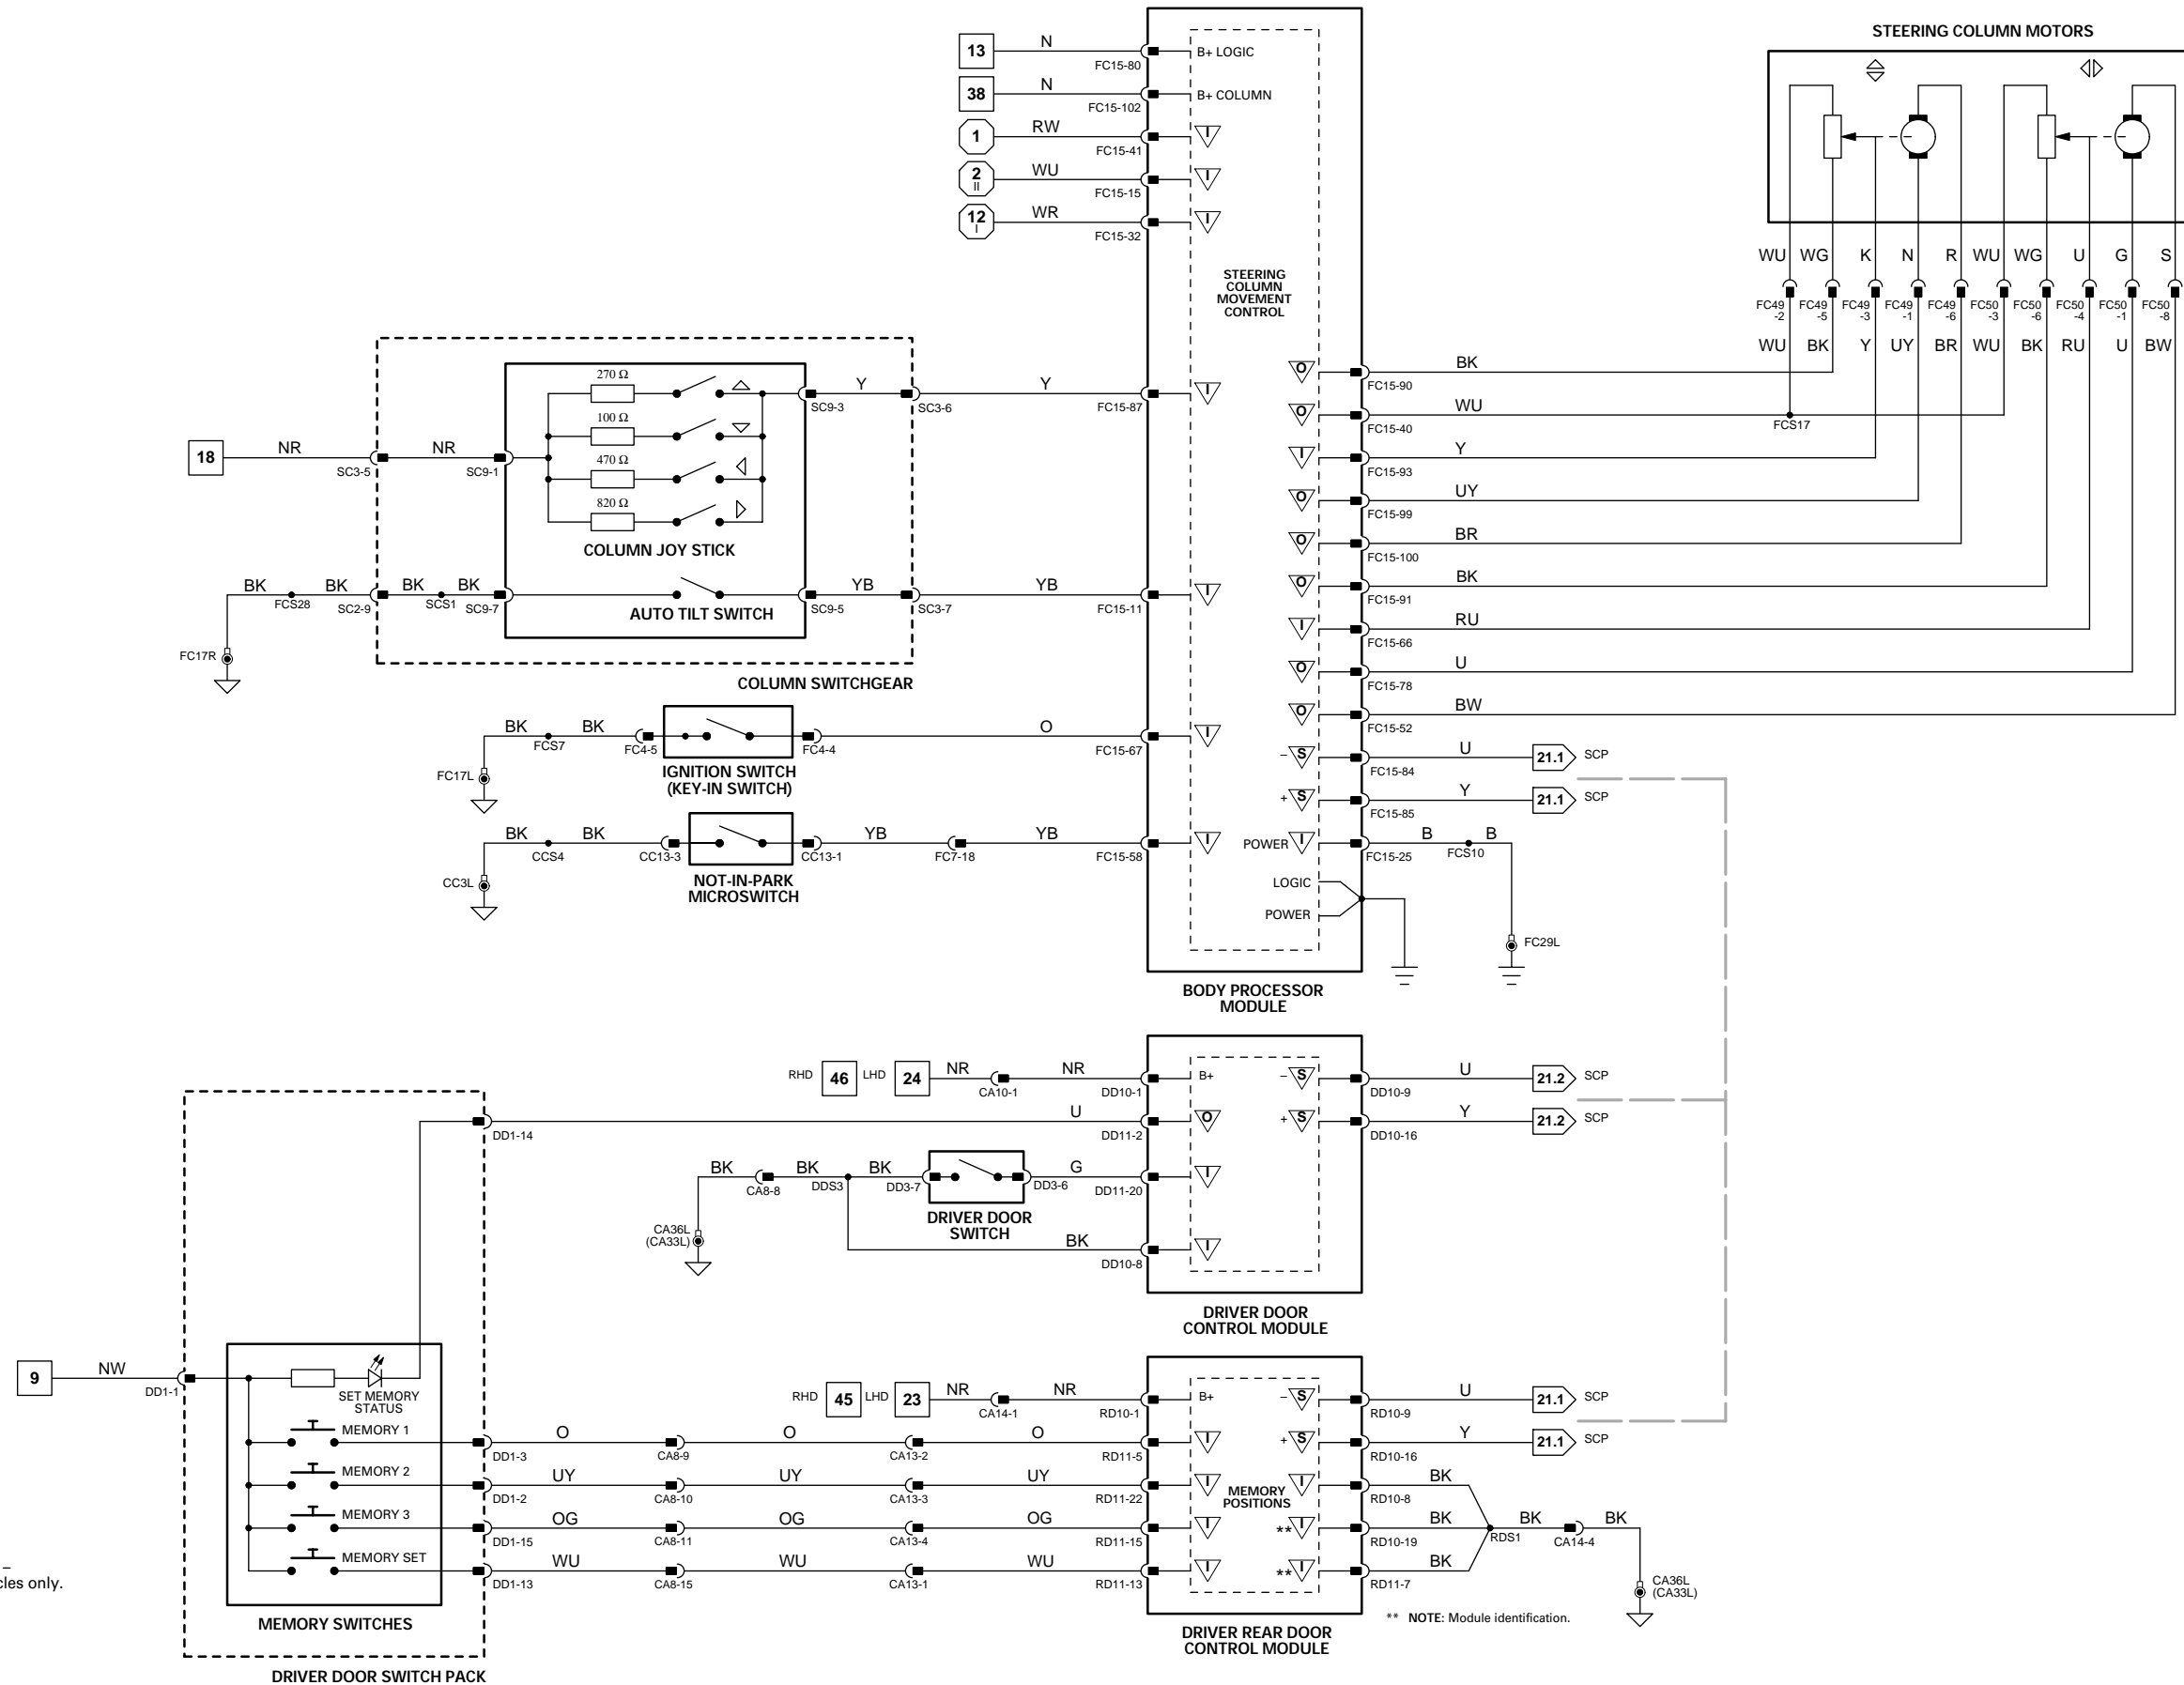 STEERING COLUMN MOTORS
13 N FC15-80 B+ LOGIC
38 N FC15-102 B+ COLUMN
1 RW FC15-41 I
2 II WU FC15-15 I
12 I WR FC15-32 I
STEERING
COLUMN
MOVEMENT
CONTROL
WU WG K N R WU WG U G S
FC49 -2 FC49 -5 FC49 -3 FC49 -1 FC49 -6 FC50 -3 FC50 -6 FC50 -4 FC50 -1 FC50 -8
WU BK Y UY BR WU BK RU U BW
O FC15-90 BK
O FC15-40 WU FCS17
I FC15-93 Y
O FC15-99 UY
O FC15-100 BR
O FC15-91 BK
I FC15-66 RU
O FC15-78 U
O FC15-52 BW
– S FC15-84 U 21.1 SCP
+ S FC15-85 Y 21.1 SCP
POWER I FC15-25 B FCS10 B
LOGIC
POWER
FC29L
18 NR SC3-5 NR SC9-1
270 Ω
100 Ω
470 Ω
820 Ω
COLUMN JOY STICK
SC9-3 Y SC3-6 Y FC15-87 I
FC17R BK FCS28 BK SC2-9 BK SCS1 BK SC9-7
AUTO TILT SWITCH
SC9-5 YB SC3-7 YB FC15-11 I
COLUMN SWITCHGEAR
FC17L BK FCS7 BK FC4-5 FC4-4 O FC15-67 I
IGNITION SWITCH
(KEY-IN SWITCH)
CC3L BK CCS4 BK CC13-3 CC13-1 YB FC7-18 YB FC15-58 I
NOT-IN-PARK
MICROSWITCH
BODY PROCESSOR
MODULE
RHD 46 LHD 24 NR CA10-1 NR DD10-1 B+
– S DD10-9 U 21.2 SCP
DD1-14 U DD11-2 O
+ S DD10-16 Y 21.2 SCP
BK CA8-8 BK DDS3 BK DD3-7 DD3-6 G DD11-20 I
DRIVER DOOR
SWITCH
CA36L
(CA33L)
BK DD10-8 I
DRIVER DOOR
CONTROL MODULE
9 NW DD1-1
SET MEMORY
STATUS
RHD 45 LHD 23 NR CA14-1 NR RD10-1 B+
– S RD10-9 U 21.1 SCP
MEMORY 1 DD1-3 O CA8-9 O CA13-2 O RD11-5 I
+ S RD10-16 Y 21.1 SCP
MEMORY 2 DD1-2 UY CA8-10 UY CA13-3 UY RD11-22 I
MEMORY
POSITIONS
I RD10-8 BK
MEMORY 3 DD1-15 OG CA8-11 OG CA13-4 OG RD11-15 I
** I RD10-19 BK RDS1 BK CA14-4 BK
MEMORY SET DD1-13 WU CA8-15 WU CA13-1 WU RD11-13 I
** I RD11-7 BK
CA36L
(CA33L)
** NOTE: Module identification.
MEMORY SWITCHES
DRIVER REAR DOOR
CONTROL MODULE
DRIVER DOOR SWITCH PACK
–
cles only.